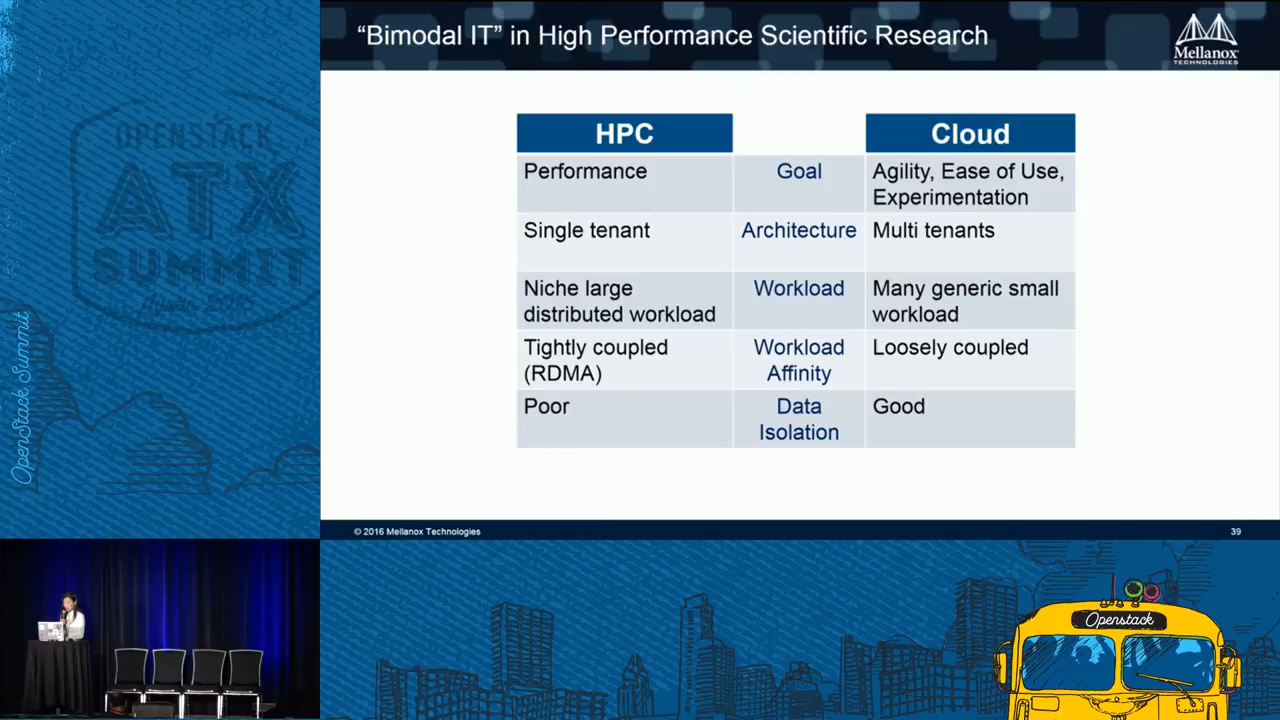 “Bimodal IT” in High Performance Scientific Research
Mellanox
TECHNOLOGIES
HPC
Cloud
Performance
Goal
Agility, Ease of Use,
Experimentation
Single tenant
Architecture
Multi tenants
Niche large
distributed workload
Workload
Many generic small
workload
Tightly coupled
(RDMA)
Workload
Affinity
Loosely coupled
Poor
Data
Isolation
Good
© 2016 Mellanox Technologies
39
OPENSTACK
ATX
SUMMIT
OpenStack Summit
Openstack